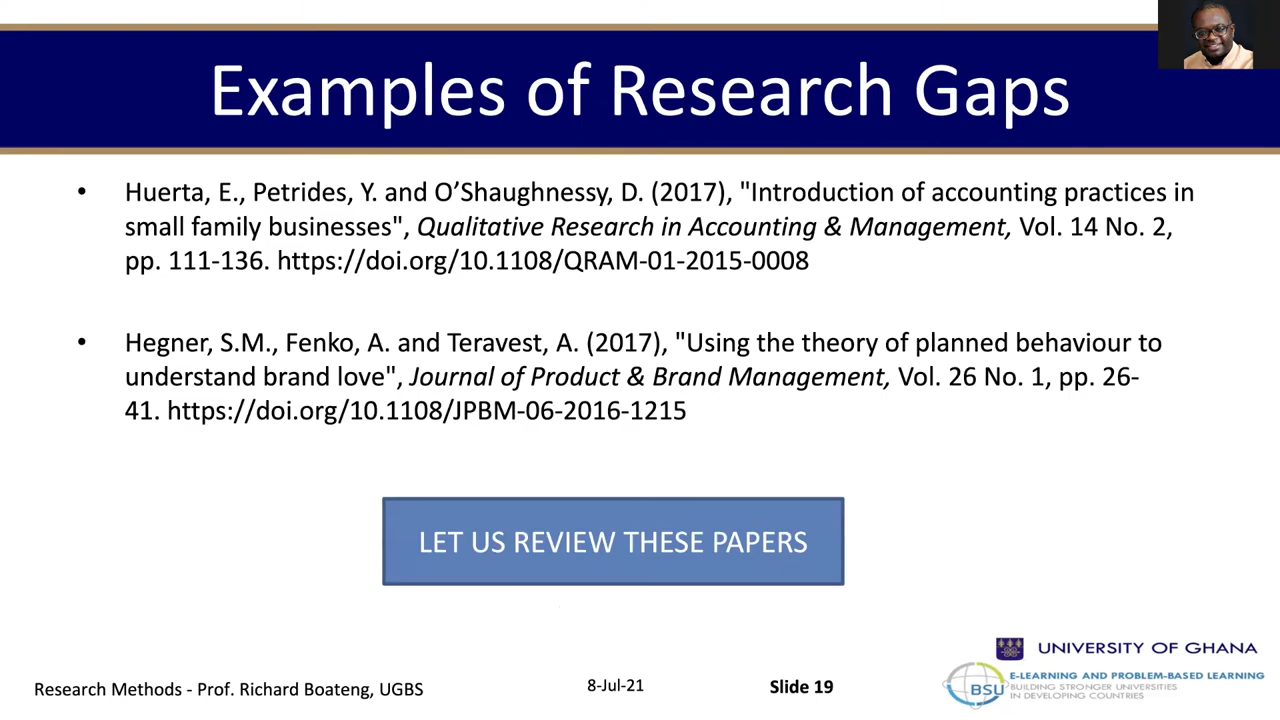 Examples of Research Gaps
• Huerta, E., Petrides, Y. and O’Shaughnessy, D. (2017), "Introduction of accounting practices in
small family businesses", Qualitative Research in Accounting & Management, Vol. 14 No. 2,
pp. 111-136. https://doi.org/10.1108/QRAM-01-2015-0008
• Hegner, S.M., Fenko, A. and Teravest, A. (2017), "Using the theory of planned behaviour to
understand brand love", Journal of Product & Brand Management, Vol. 26 No. 1, pp. 26-
41. https://doi.org/10.1108/JPBM-06-2016-1215
LET US REVIEW THESE PAPERS
UNIVERSITY OF GHANA
BSU
E-LEARNING AND PROBLEM-BASED LEARNING
BUILDING STRONGER UNIVERSITIES
IN DEVELOPING COUNTRIES
Research Methods - Prof. Richard Boateng, UGBS
8-Jul-21
Slide 19